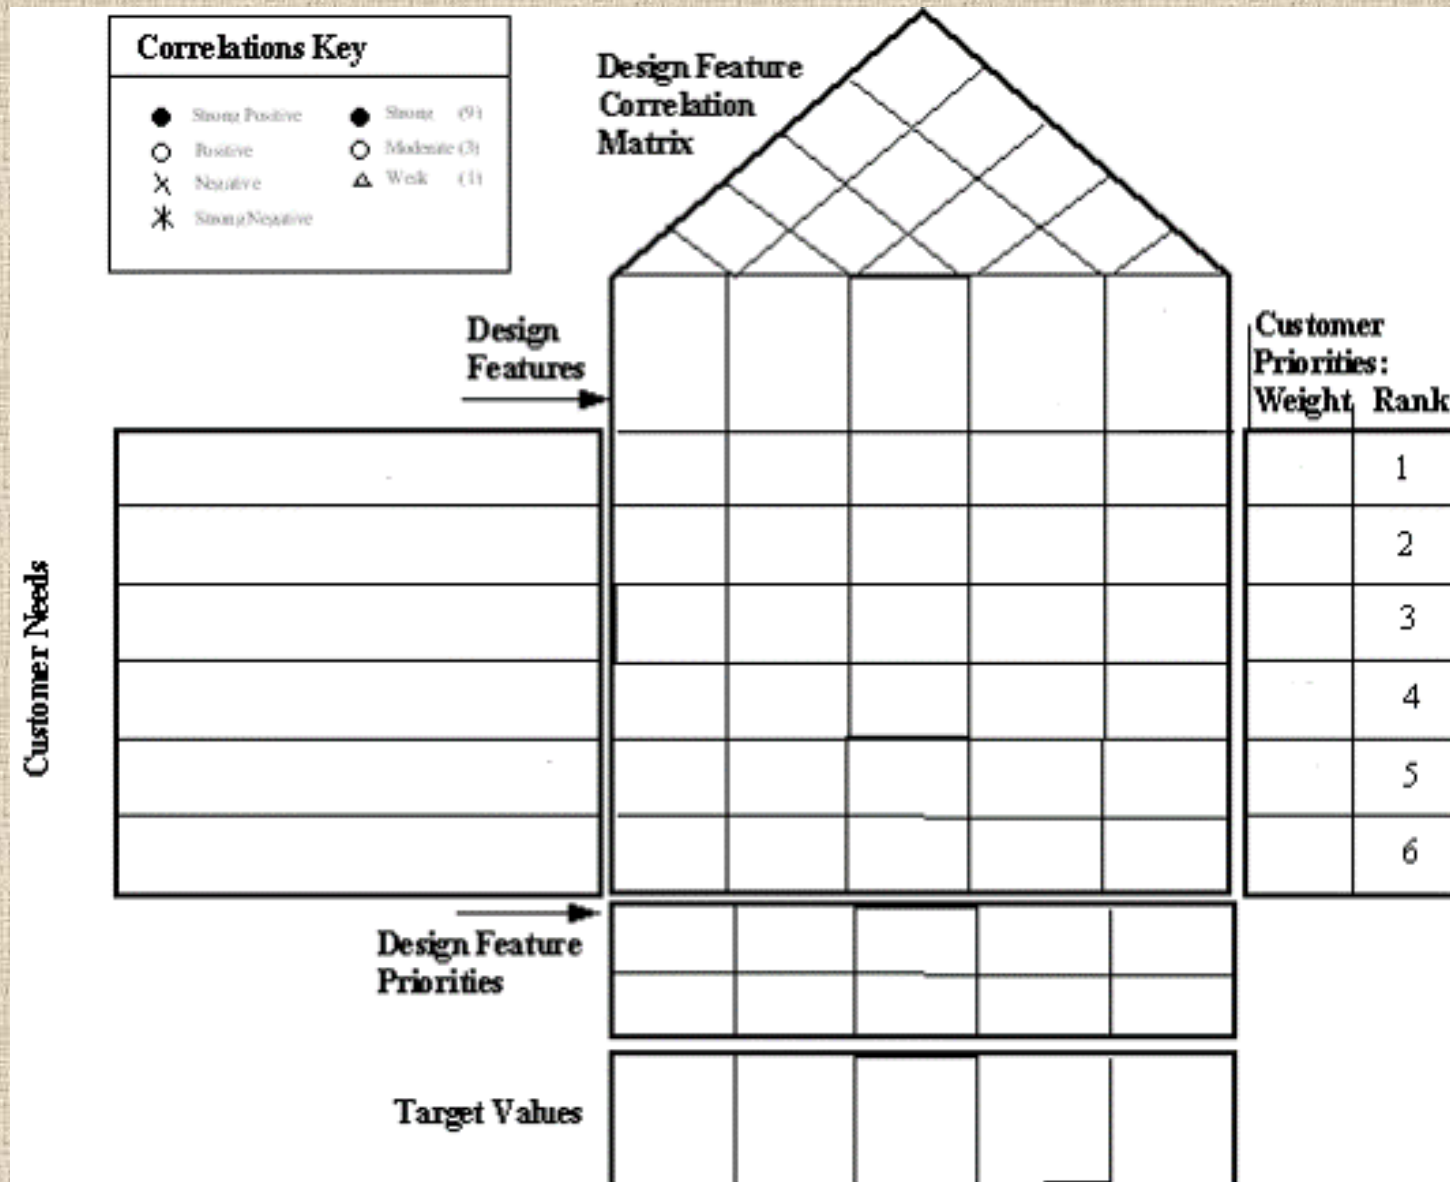 Correlations Key
Strong Positive
Positive
Negative
Strong Negative
Strong (9)
Moderate (3)
Weak (1)
Design Feature
Correlation
Matrix
Design
Features
Customer
Priorities:
Weight Rank
Customer Needs
1
2
3
4
5
6
Design Feature
Priorities
Target Values